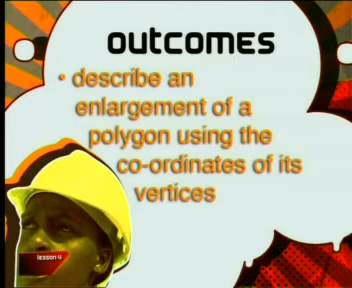 outcomes
• describe an
enlargement of a
polygon using the
co-ordinates of its
vertices
lesson 4